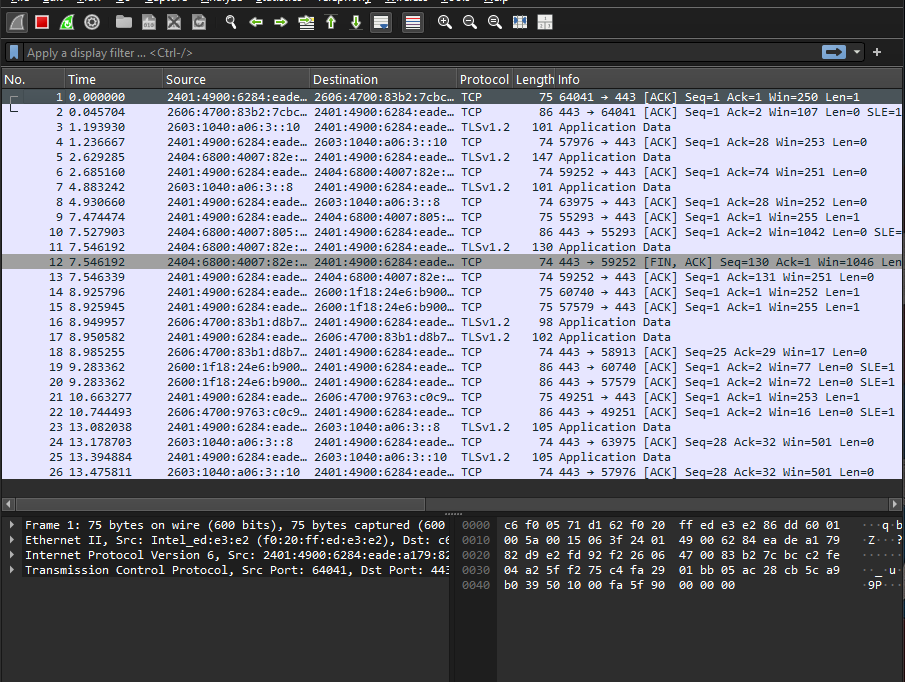 Apply a display filter ... <Ctrl-/>
No. Time Source Destination Protocol Length Info
1 0.000000 2401:4900:6284:eade… 2606:4700:83b2:7cbc… TCP 75 64041 → 443 [ACK] Seq=1 Ack=1 Win=250 Len=1
2 0.045704 2606:4700:83b2:7cbc… 2401:4900:6284:eade… TCP 86 443 → 64041 [ACK] Seq=1 Ack=2 Win=107 Len=0 SLE=1
3 1.193930 2603:1040:a06:3::10 2401:4900:6284:eade… TLSv1.2 101 Application Data
4 1.236667 2401:4900:6284:eade… 2603:1040:a06:3::10 TCP 74 57976 → 443 [ACK] Seq=1 Ack=28 Win=253 Len=0
5 2.629285 2404:6800:4007:82e:… 2401:4900:6284:eade… TLSv1.2 147 Application Data
6 2.685160 2401:4900:6284:eade… 2404:6800:4007:82e:… TCP 74 59252 → 443 [ACK] Seq=1 Ack=74 Win=251 Len=0
7 4.883242 2603:1040:a06:3::8 2401:4900:6284:eade… TLSv1.2 101 Application Data
8 4.930660 2401:4900:6284:eade… 2603:1040:a06:3::8 TCP 74 63975 → 443 [ACK] Seq=1 Ack=28 Win=252 Len=0
9 7.474474 2401:4900:6284:eade… 2404:6800:4007:805:… TCP 75 55293 → 443 [ACK] Seq=1 Ack=1 Win=255 Len=1
10 7.527903 2404:6800:4007:805:… 2401:4900:6284:eade… TCP 86 443 → 55293 [ACK] Seq=1 Ack=2 Win=1042 Len=0 SLE=
11 7.546192 2404:6800:4007:82e:… 2401:4900:6284:eade… TLSv1.2 130 Application Data
12 7.546192 2404:6800:4007:82e:… 2401:4900:6284:eade… TCP 74 443 → 59252 [FIN, ACK] Seq=130 Ack=1 Win=1046 Len
13 7.546339 2401:4900:6284:eade… 2404:6800:4007:82e:… TCP 74 59252 → 443 [ACK] Seq=1 Ack=131 Win=251 Len=0
14 8.925796 2401:4900:6284:eade… 2600:1f18:24e6:b900… TCP 75 60740 → 443 [ACK] Seq=1 Ack=1 Win=252 Len=1
15 8.925945 2401:4900:6284:eade… 2600:1f18:24e6:b900… TCP 75 57579 → 443 [ACK] Seq=1 Ack=1 Win=255 Len=1
16 8.949957 2606:4700:83b1:d8b7… 2401:4900:6284:eade… TLSv1.2 98 Application Data
17 8.950582 2401:4900:6284:eade… 2606:4700:83b1:d8b7… TLSv1.2 102 Application Data
18 8.985255 2606:4700:83b1:d8b7… 2401:4900:6284:eade… TCP 74 443 → 58913 [ACK] Seq=25 Ack=29 Win=17 Len=0
19 9.283362 2600:1f18:24e6:b900… 2401:4900:6284:eade… TCP 86 443 → 60740 [ACK] Seq=1 Ack=2 Win=77 Len=0 SLE=1
20 9.283362 2600:1f18:24e6:b900… 2401:4900:6284:eade… TCP 86 443 → 57579 [ACK] Seq=1 Ack=2 Win=72 Len=0 SLE=1
21 10.663277 2401:4900:6284:eade… 2606:4700:9763:c0c9… TCP 75 49251 → 443 [ACK] Seq=1 Ack=1 Win=253 Len=1
22 10.744493 2606:4700:9763:c0c9… 2401:4900:6284:eade… TCP 86 443 → 49251 [ACK] Seq=1 Ack=2 Win=16 Len=0 SLE=1
23 13.082038 2401:4900:6284:eade… 2603:1040:a06:3::8 TLSv1.2 105 Application Data
24 13.178703 2603:1040:a06:3::8 2401:4900:6284:eade… TCP 74 443 → 63975 [ACK] Seq=28 Ack=32 Win=501 Len=0
25 13.394884 2401:4900:6284:eade… 2603:1040:a06:3::10 TLSv1.2 105 Application Data
26 13.475811 2603:1040:a06:3::10 2401:4900:6284:eade… TCP 74 443 → 57976 [ACK] Seq=28 Ack=32 Win=501 Len=0
Frame 1: 75 bytes on wire (600 bits), 75 bytes captured (600
Ethernet II, Src: Intel_ed:e3:e2 (f0:20:ff:ed:e3:e2), Dst: c6
Internet Protocol Version 6, Src: 2401:4900:6284:eade:a179:82
Transmission Control Protocol, Src Port: 64041, Dst Port: 443
0000 c6 f0 05 71 d1 62 f0 20 ff ed e3 e2 86 dd 60 01 ···q·b
0010 00 5a 00 15 06 3f 24 01 49 00 62 84 ea de a1 79 ·Z···?
0020 82 d9 e2 fd 92 f2 26 06 47 00 83 b2 7c bc c2 fe ······
0030 04 a2 5f f2 75 c4 fa 29 01 bb 05 ac 28 cb 5c a9 ··_·u·
0040 b0 39 50 10 00 fa 5f 90 00 00 00 ·9P···